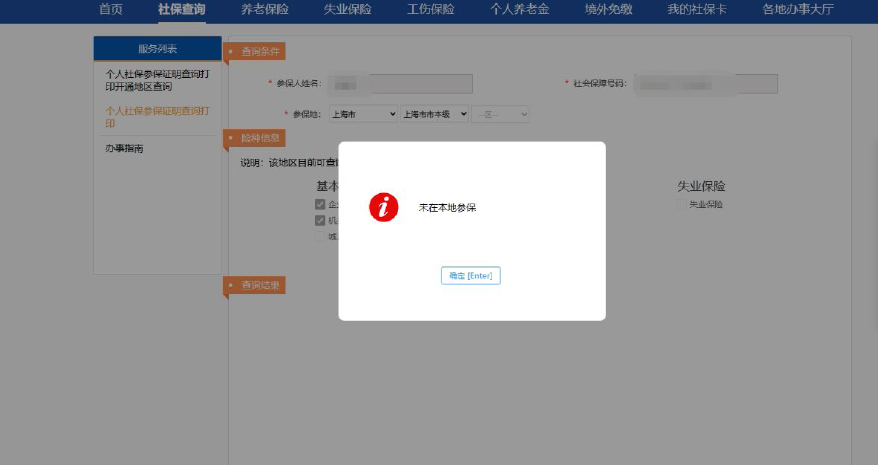 首页 社保查询 养老保险 失业保险 工伤保险 个人养老金 境外免缴 我的社保卡 各地办事大厅
服务列表
个人社保参保证明查询打
印开通地区查询
个人社保参保证明查询打
印
办事指南
查询条件
* 参保人姓名: * 社会保障号码:
* 参保地: 上海市 上海市市本级 ---区---
险种信息
说明：该地区目前可查询
基本 失业保险
企 失业保险
机
城
未在本地参保
确定 [Enter]
查询结果